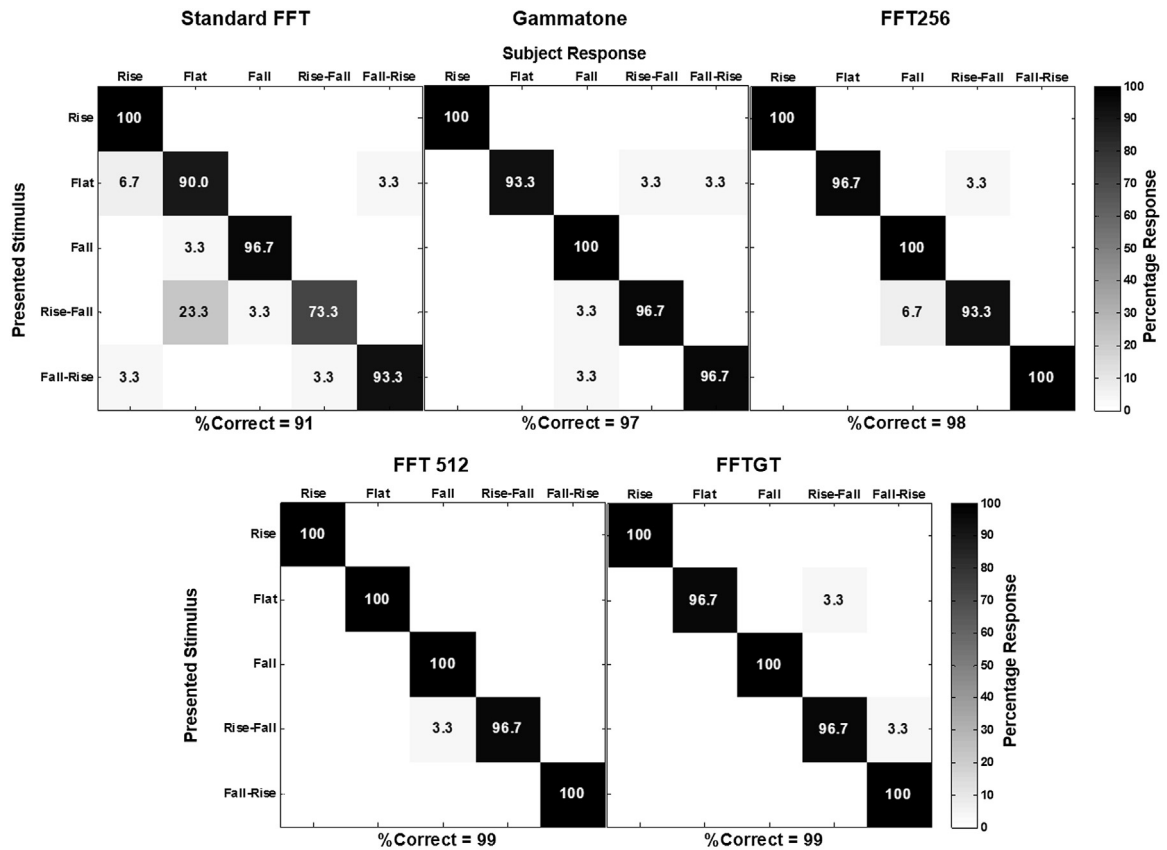 Standard FFT Gammatone FFT256
Subject Response
Rise Flat Fall Rise-Fall Fall-Rise Rise Flat Fall Rise-Fall Fall-Rise Rise Flat Fall Rise-Fall Fall-Rise
Presented Stimulus
Rise 100 100 100
Flat 6.7 90.0 3.3 93.3 3.3 3.3 96.7 3.3
Fall 3.3 96.7 100 100
Rise-Fall 23.3 3.3 73.3 3.3 96.7 6.7 93.3
Fall-Rise 3.3 3.3 93.3 3.3 96.7 100
%Correct = 91 %Correct = 97 %Correct = 98
100
90
80
70
60
50
40
30
20
10
0
Percentage Response
FFT 512 FFTGT
Rise Flat Fall Rise-Fall Fall-Rise Rise Flat Fall Rise-Fall Fall-Rise
Presented Stimulus
Rise 100 100
Flat 100 96.7 3.3
Fall 100 100
Rise-Fall 3.3 96.7 96.7 3.3
Fall-Rise 100 100
%Correct = 99 %Correct = 99
100
90
80
70
60
50
40
30
20
10
0
Percentage Response